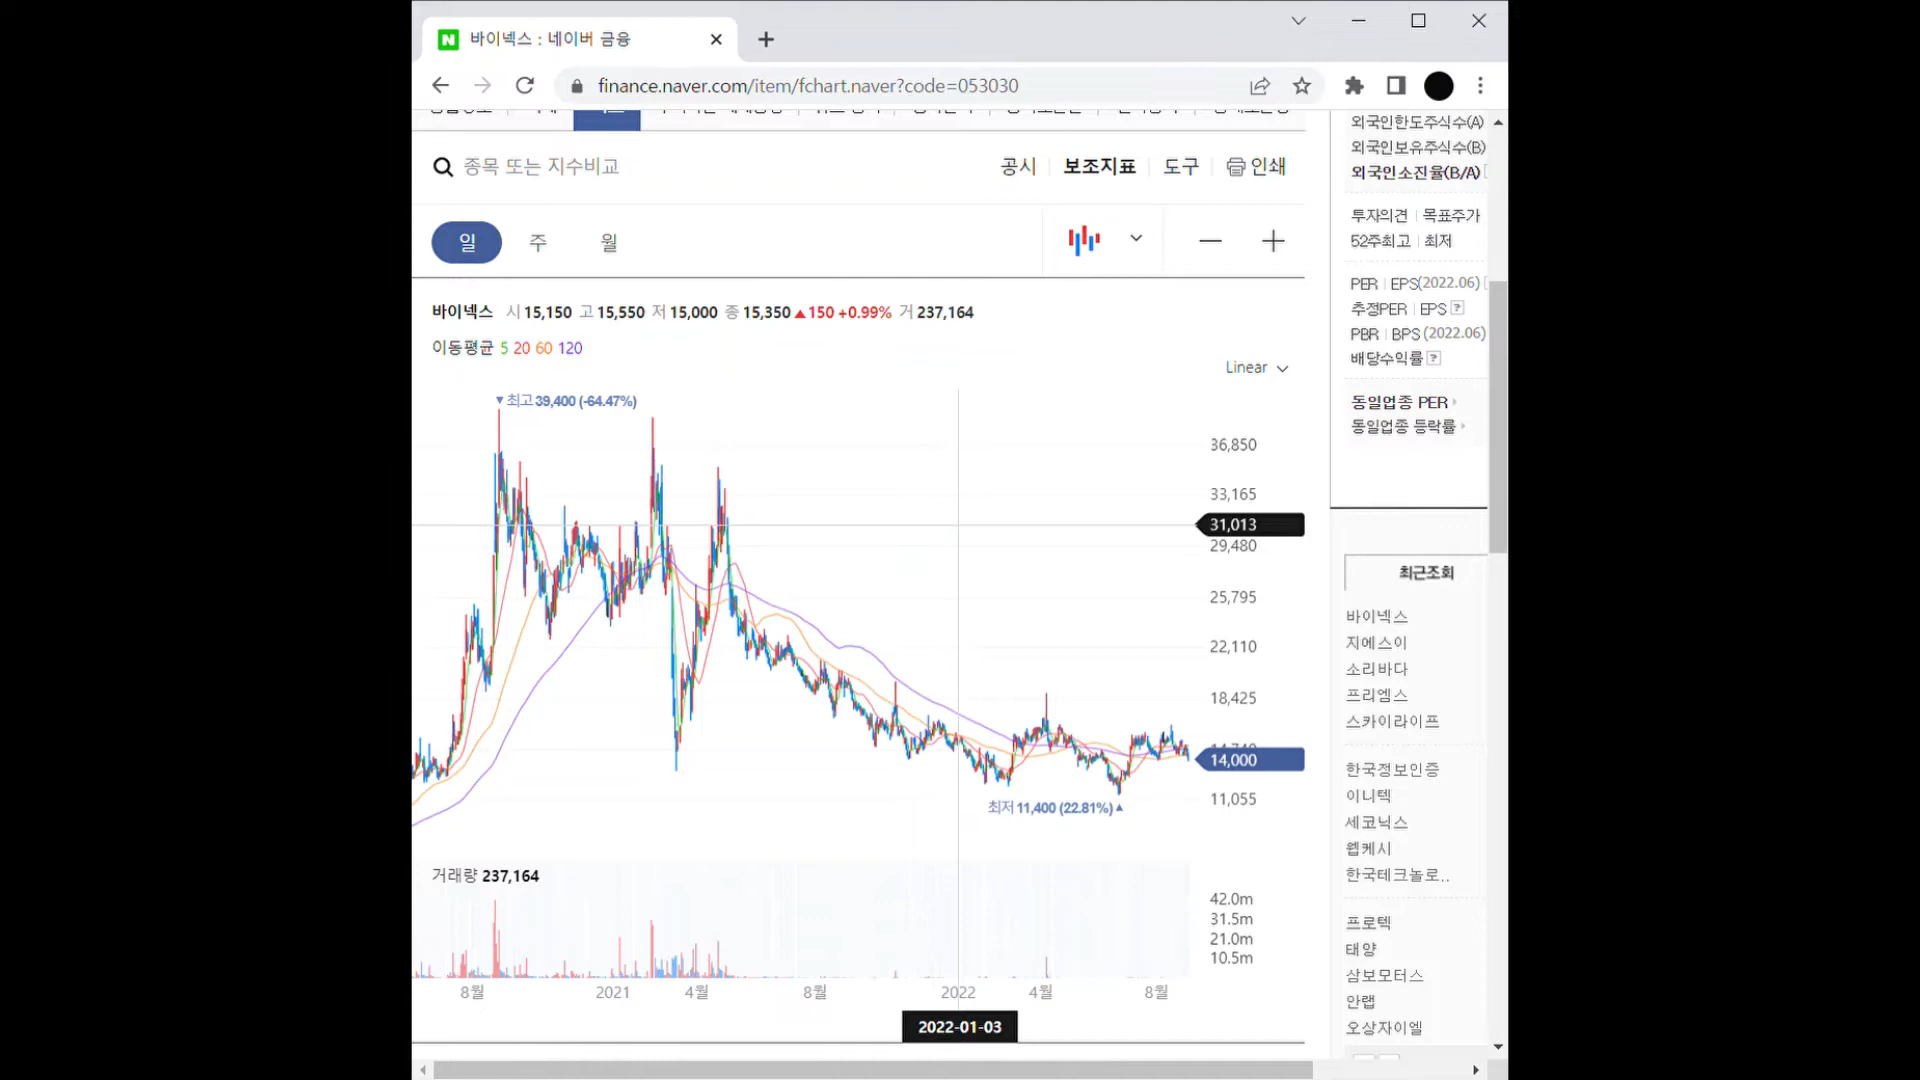 바이넥스 : 네이버 금융
finance.naver.com/item/fchart.naver?code=053030
종목 또는 지수비교
공시 보조지표 도구 인쇄
일 주 월
바이넥스 시 15,150 고 15,550 저 15,000 종 15,350 ▲150 +0.99% 거 237,164
이동평균 5 20 60 120
Linear
▼최고 39,400 (-64.47%)
36,850
33,165
31,013
29,480
25,795
22,110
18,425
14,000
11,055
최저 11,400 (22.81%)▲
거래량 237,164
42.0m
31.5m
21.0m
10.5m
8월 2021 4월 8월 2022 4월 8월
2022-01-03
외국인한도주식수(A)
외국인보유주식수(B)
외국인소진율(B/A)
투자의견 목표주가
52주최고 최저
PER EPS(2022.06)
추정PER EPS ?
PBR BPS (2022.06)
배당수익률 ?
동일업종 PER
동일업종 등락률
최근조회
바이넥스
지에스이
소리바다
프리엠스
스카이라이프
한국정보인증
이니텍
세코닉스
웹케시
한국테크놀로..
프로텍
태양
삼보모터스
안랩
오상자이엘